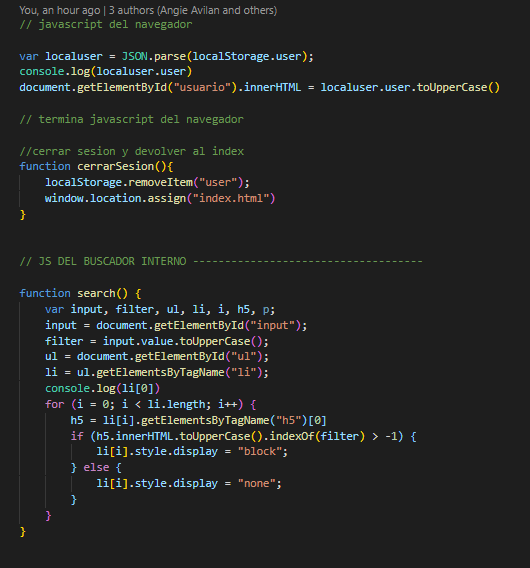 You, an hour ago | 3 authors (Angie Avilan and others)
// javascript del navegador
var localuser = JSON.parse(localStorage.user);
console.log(localuser.user)
document.getElementById("usuario").innerHTML = localuser.user.toUpperCase()
// termina javascript del navegador
//cerrar sesion y devolver al index
function cerrarSesion(){
    localStorage.removeItem("user");
    window.location.assign("index.html")
}
// JS DEL BUSCADOR INTERNO ------------------------------------
function search() {
    var input, filter, ul, li, i, h5, p;
    input = document.getElementById("input");
    filter = input.value.toUpperCase();
    ul = document.getElementById("ul");
    li = ul.getElementsByTagName("li");
    console.log(li[0])
    for (i = 0; i < li.length; i++) {
        h5 = li[i].getElementsByTagName("h5")[0]
        if (h5.innerHTML.toUpperCase().indexOf(filter) > -1) {
            li[i].style.display = "block";
        } else {
            li[i].style.display = "none";
        }
    }
}